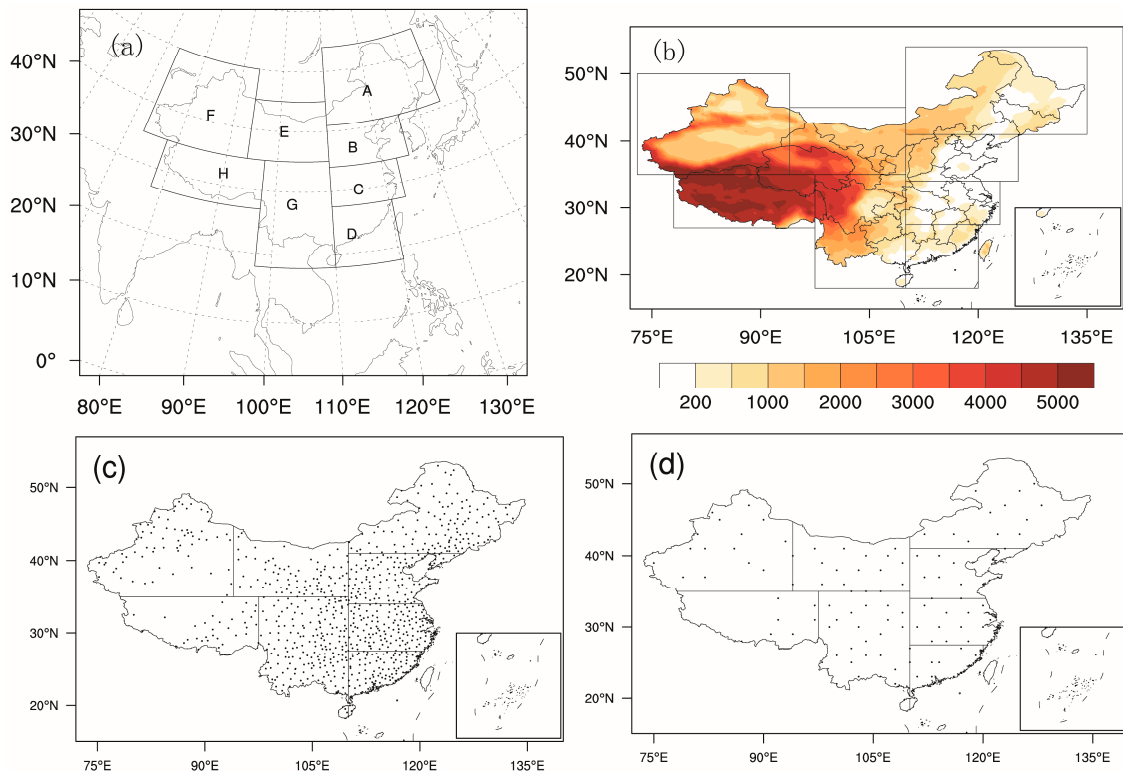 (a)
40°N
30°N
20°N
10°N
0°
80°E 90°E 100°E 110°E 120°E 130°E
F
E
A
B
H
C
G
D
(b)
50°N
40°N
30°N
20°N
75°E 90°E 105°E 120°E 135°E
200 1000 2000 3000 4000 5000
(c)
50°N
40°N
30°N
20°N
75°E 90°E 105°E 120°E 135°E
(d)
50°N
40°N
30°N
20°N
75°E 90°E 105°E 120°E 135°E